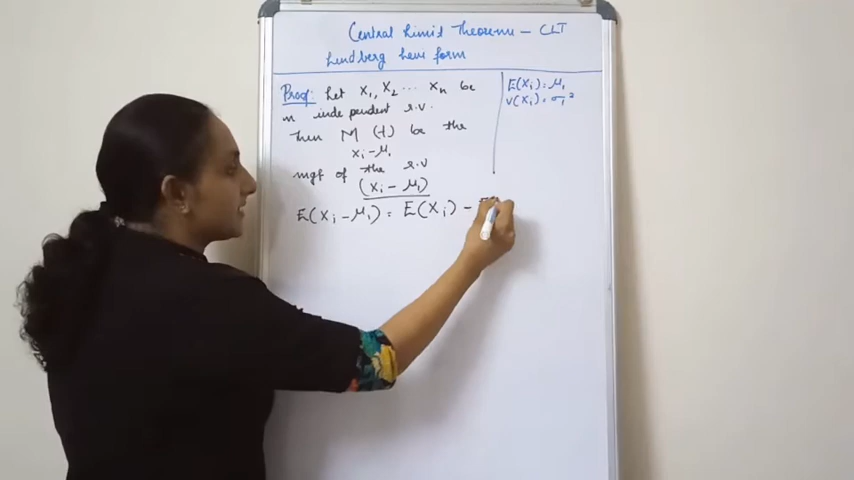 Central Limit Theorem - CLT
Lindberg Levi form
Proof: Let X₁, X₂ ... Xn be
n independent r.v.
Then M (t) be the
xᵢ-μᵢ
mgf of the r.v
(xᵢ - μᵢ)
E(Xᵢ - μᵢ) = E(Xᵢ) - E
E(Xᵢ) = μᵢ
V(Xᵢ) = σᵢ²